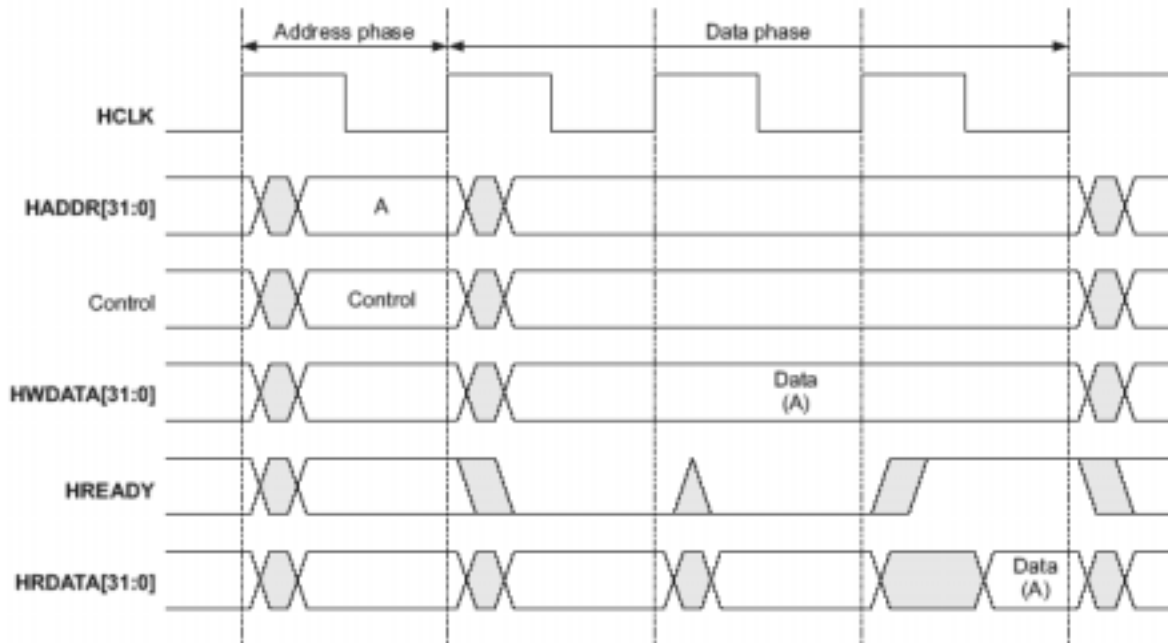 Address phase
Data phase
HCLK
HADDR[31:0]
A
Control
Control
HWDATA[31:0]
Data
(A)
HREADY
HRDATA[31:0]
Data
(A)